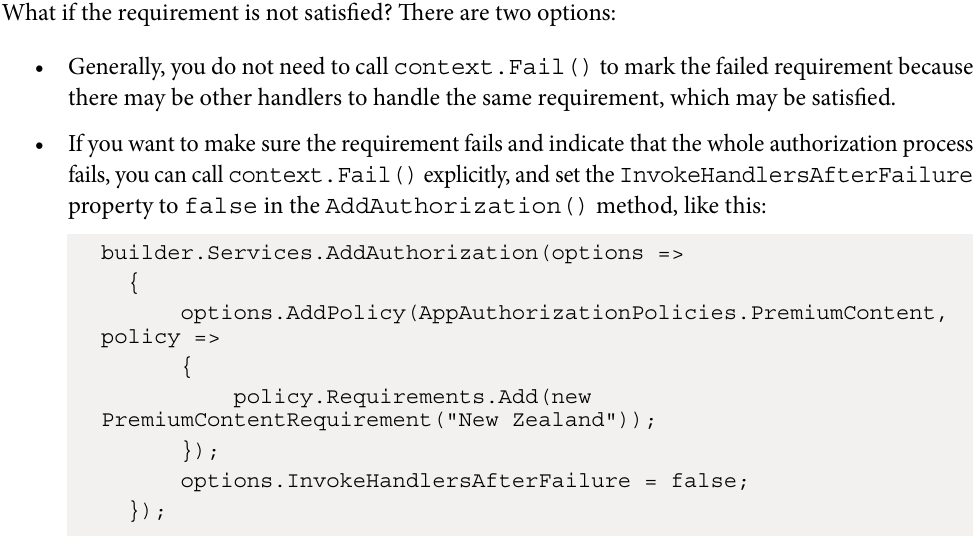 What if the requirement is not satisfied? There are two options:
• Generally, you do not need to call context.Fail() to mark the failed requirement because
there may be other handlers to handle the same requirement, which may be satisfied.
• If you want to make sure the requirement fails and indicate that the whole authorization process
fails, you can call context.Fail() explicitly, and set the InvokeHandlersAfterFailure
property to false in the AddAuthorization() method, like this:
builder.Services.AddAuthorization(options =>
{
options.AddPolicy(AppAuthorizationPolicies.PremiumContent,
policy =>
{
policy.Requirements.Add(new
PremiumContentRequirement("New Zealand"));
});
options.InvokeHandlersAfterFailure = false;
});